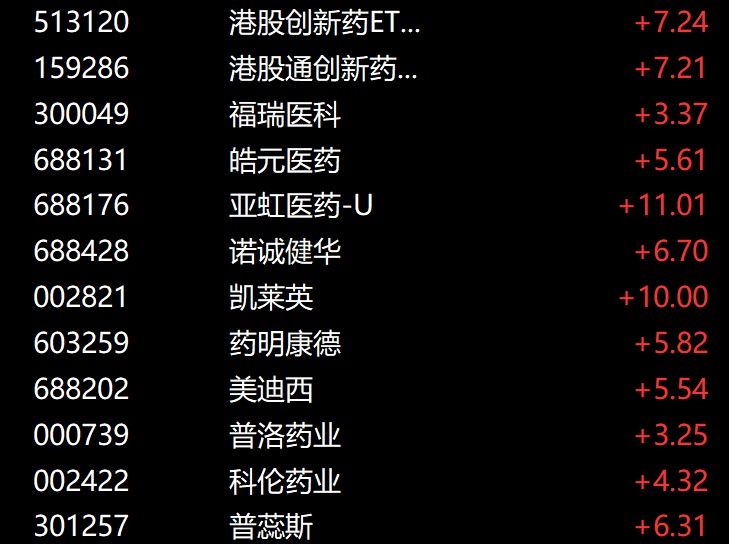 513120 港股创新药ET... +7.24
159286 港股通创新药... +7.21
300049 福瑞医科 +3.37
688131 皓元医药 +5.61
688176 亚虹医药-U +11.01
688428 诺诚健华 +6.70
002821 凯莱英 +10.00
603259 药明康德 +5.82
688202 美迪西 +5.54
000739 普洛药业 +3.25
002422 科伦药业 +4.32
301257 普蕊斯 +6.31